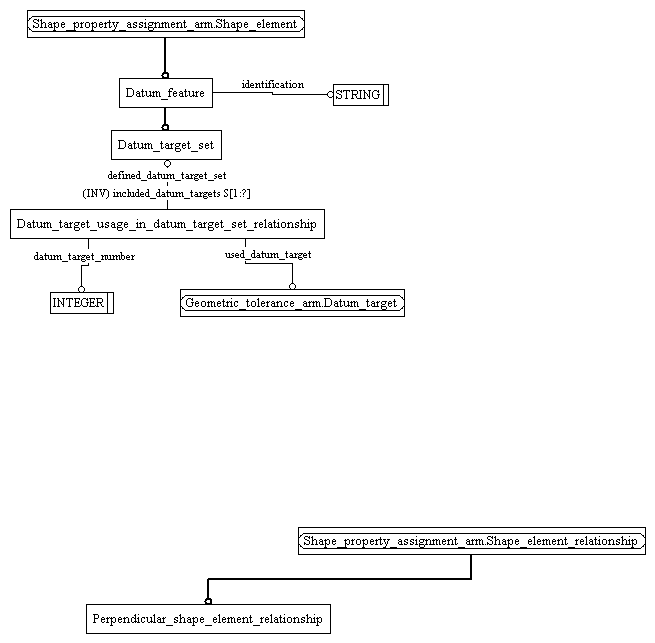 Shape_property_assignment_arm.Shape_element
identification
Datum_feature
STRING
Datum_target_set
defined_datum_target_set
(INV) included_datum_targets S[1:?]
Datum_target_usage_in_datum_target_set_relationship
datum_target_number
used_datum_target
INTEGER
Geometric_tolerance_arm.Datum_target
Shape_property_assignment_arm.Shape_element_relationship
Perpendicular_shape_element_relationship